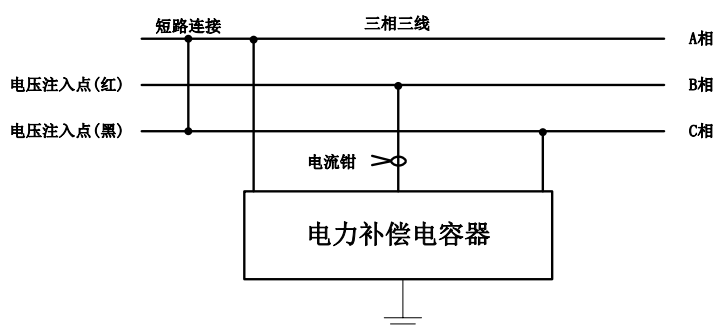 短路连接
三相三线
A相
电压注入点(红)
B相
电压注入点(黑)
C相
电流钳
电力补偿电容器